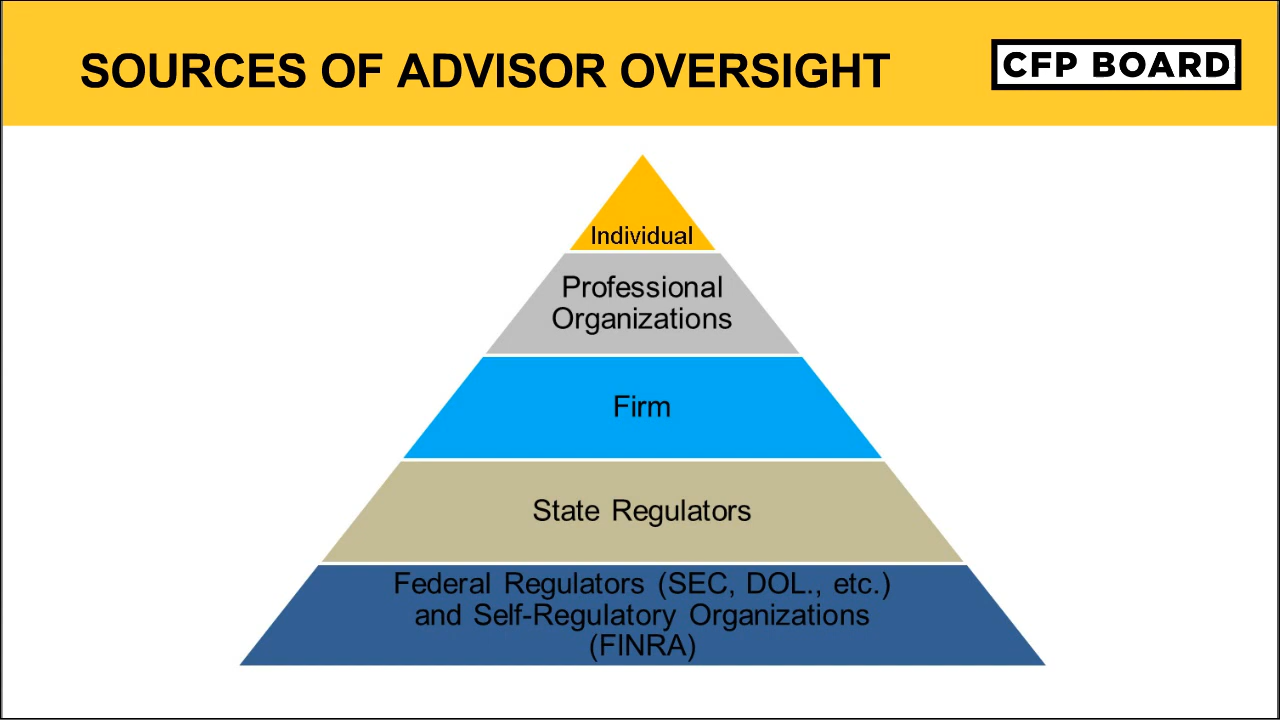 SOURCES OF ADVISOR OVERSIGHT
CFP BOARD
Individual
Professional
Organizations
Firm
State Regulators
Federal Regulators (SEC, DOL., etc.)
and Self-Regulatory Organizations
(FINRA)